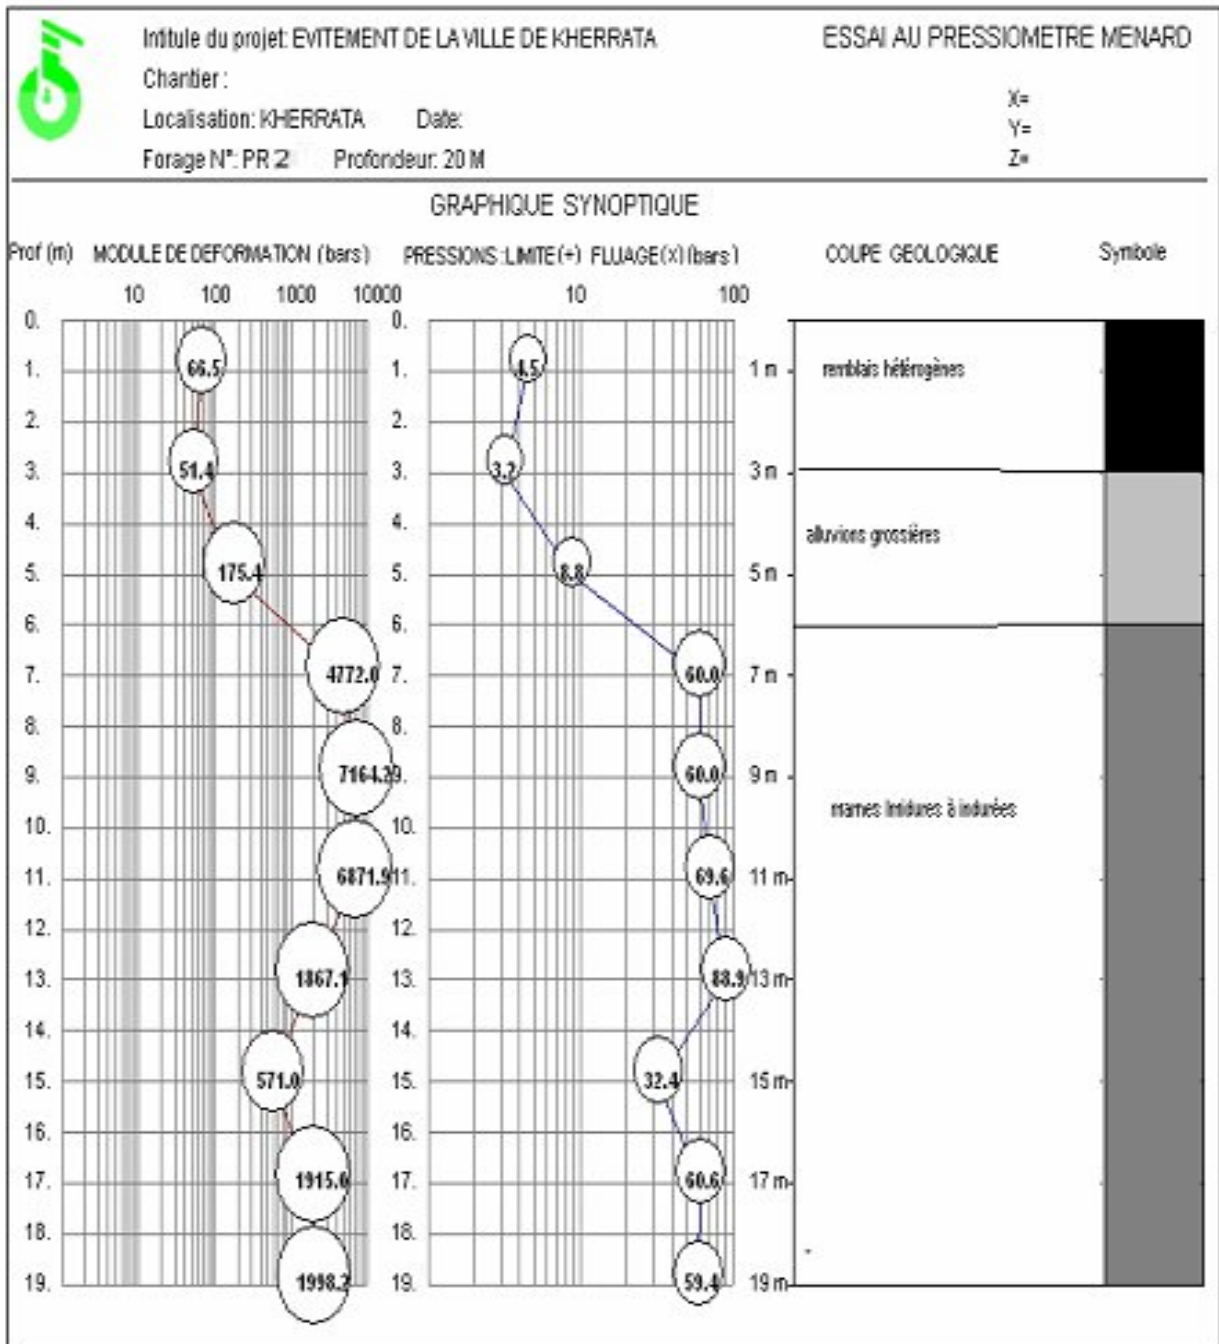 Intitule du projet: EVITEMENT DE LA VILLE DE KHERRATA
ESSAI AU PRESSIOMETRE MENARD
Chantier :
Localisation: KHERRATA Date:
Forage N°: PR 2 Profondeur: 20 M
X=
Y=
Z=
GRAPHIQUE SYNOPTIQUE
Prof (m) MODULE DE DEFORMATION (bars) PRESSIONS:LIMITE(+) FLUAGE(X)(bars) COUPE GEOLOGIQUE Symbole
10 100 1000 10000 10 100
0. 0.
66.5 4.5
1. 1. 1 m remblais hétérogènes
2. 2.
51.4 3.2
3. 3. 3 m
4. 4.
alluvions grossières
175.4 8.8
5. 5. 5 m
6. 6.
4772.0 60.0
7. 7. 7 m
8. 8.
7164.2 60.0
9. 9. 9 m
marnes à indurées
10. 10.
6871.9 69.6
11. 11. 11 m
12. 12.
1867.1 88.9
13. 13. 13 m
14. 14.
571.0 32.4
15. 15. 15 m
16. 16.
1915.6 60.6
17. 17. 17 m
18. 18.
1998.2 59.4
19. 19. 19 m